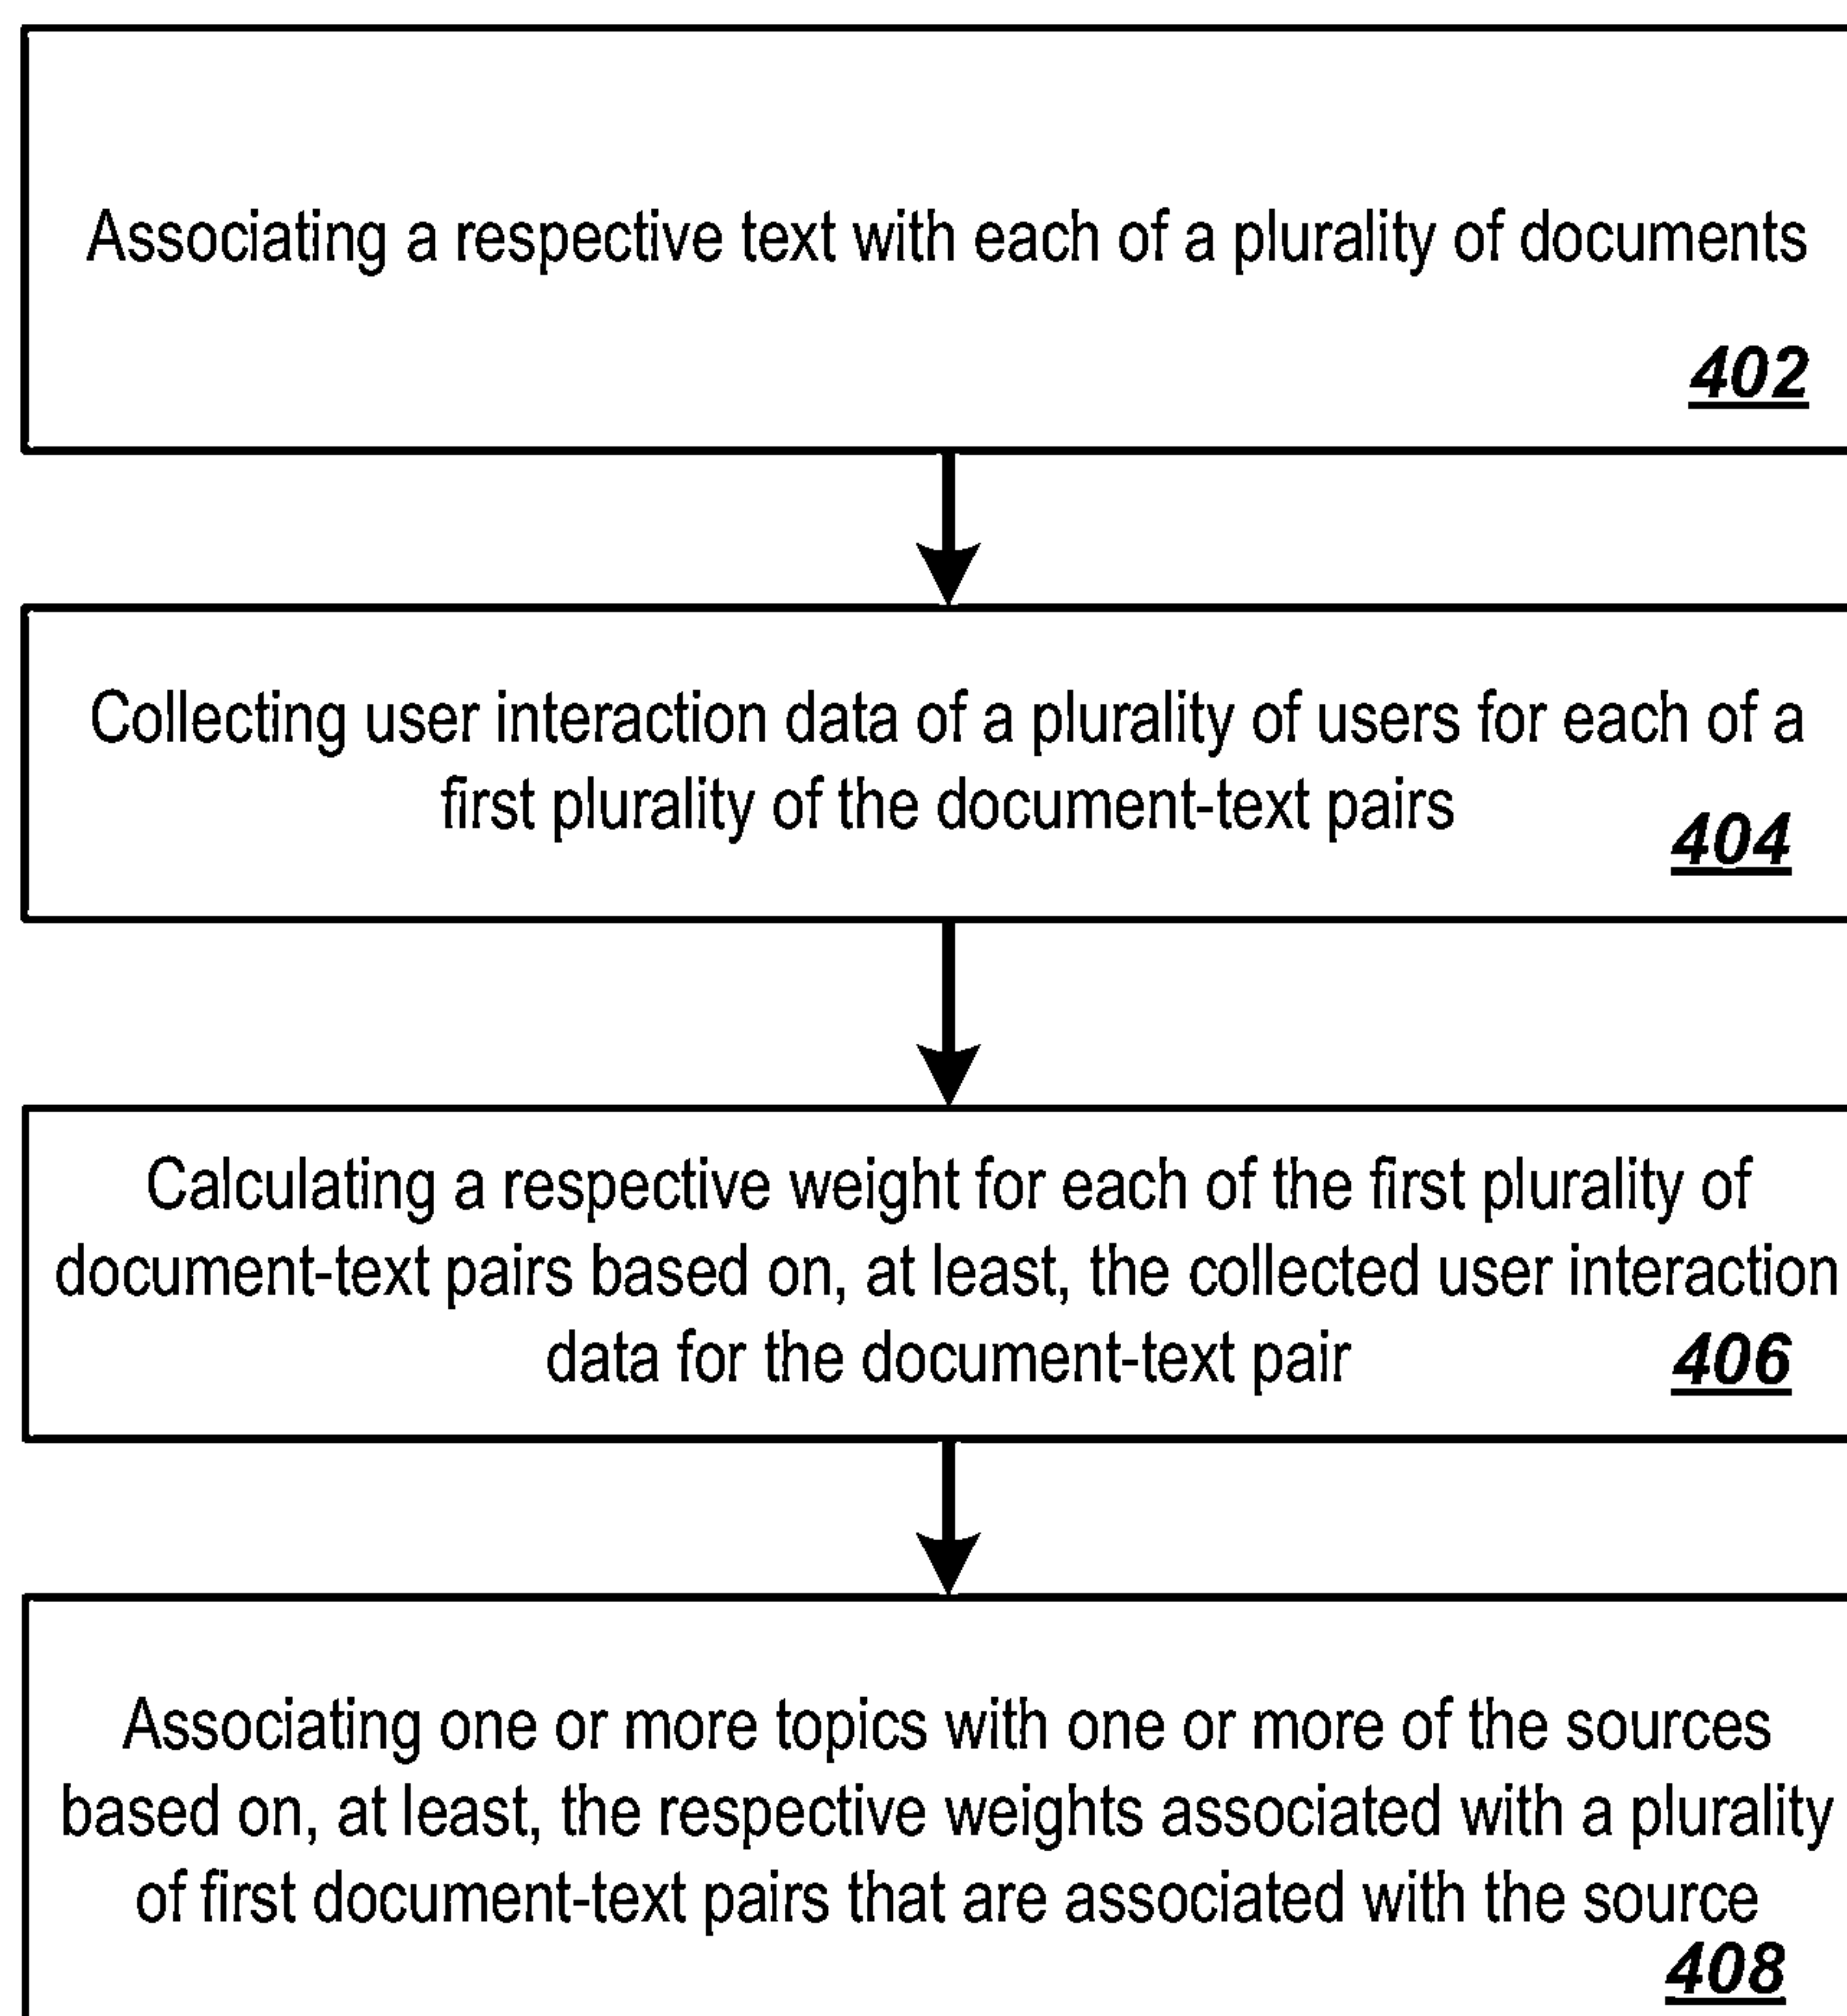 Associating a respective text with each of a plurality of documents
402
Collecting user interaction data of a plurality of users for each of a
first plurality of the document-text pairs
404
Calculating a respective weight for each of the first plurality of
document-text pairs based on, at least, the collected user interaction
data for the document-text pair
406
Associating one or more topics with one or more of the sources
based on, at least, the respective weights associated with a plurality
of first document-text pairs that are associated with the source
408